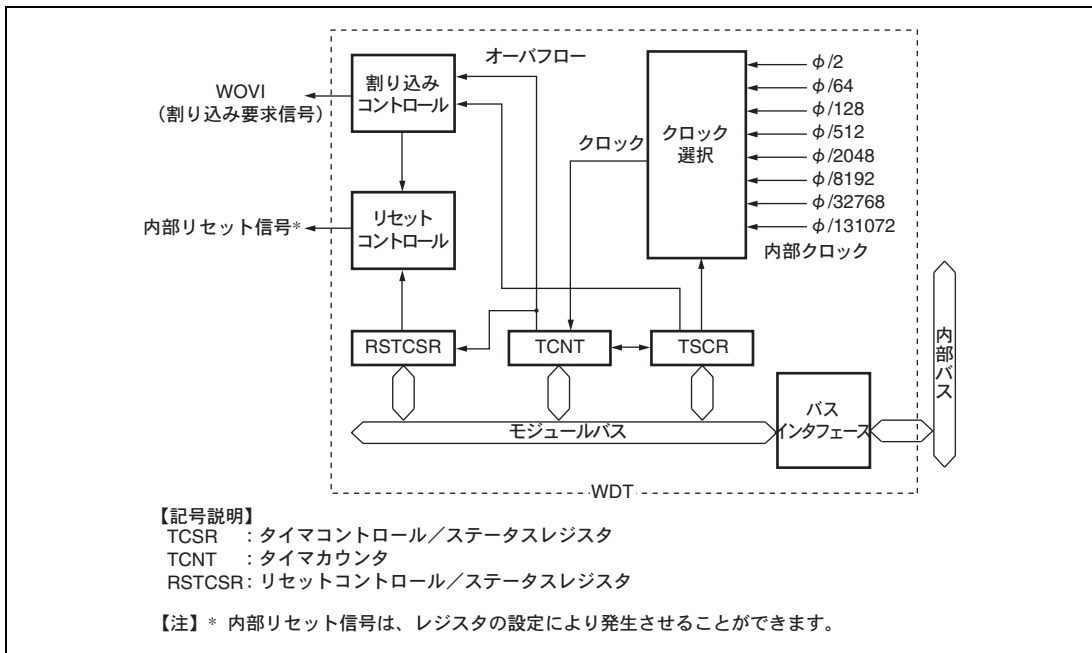 オーバフロー
割り込み
コントロール
WOVI
（割り込み要求信号）
クロック
クロック
選択
φ/2
φ/64
φ/128
φ/512
φ/2048
φ/8192
φ/32768
φ/131072
内部クロック
リセット
コントロール
内部リセット信号*
RSTCSR
TCNT
TSCR
モジュールバス
バス
インタフェース
内部バス
WDT
【記号説明】
TCSR ：タイマコントロール／ステータスレジスタ
TCNT ：タイマカウンタ
RSTCSR：リセットコントロール／ステータスレジスタ
【注】* 内部リセット信号は、レジスタの設定により発生させることができます。